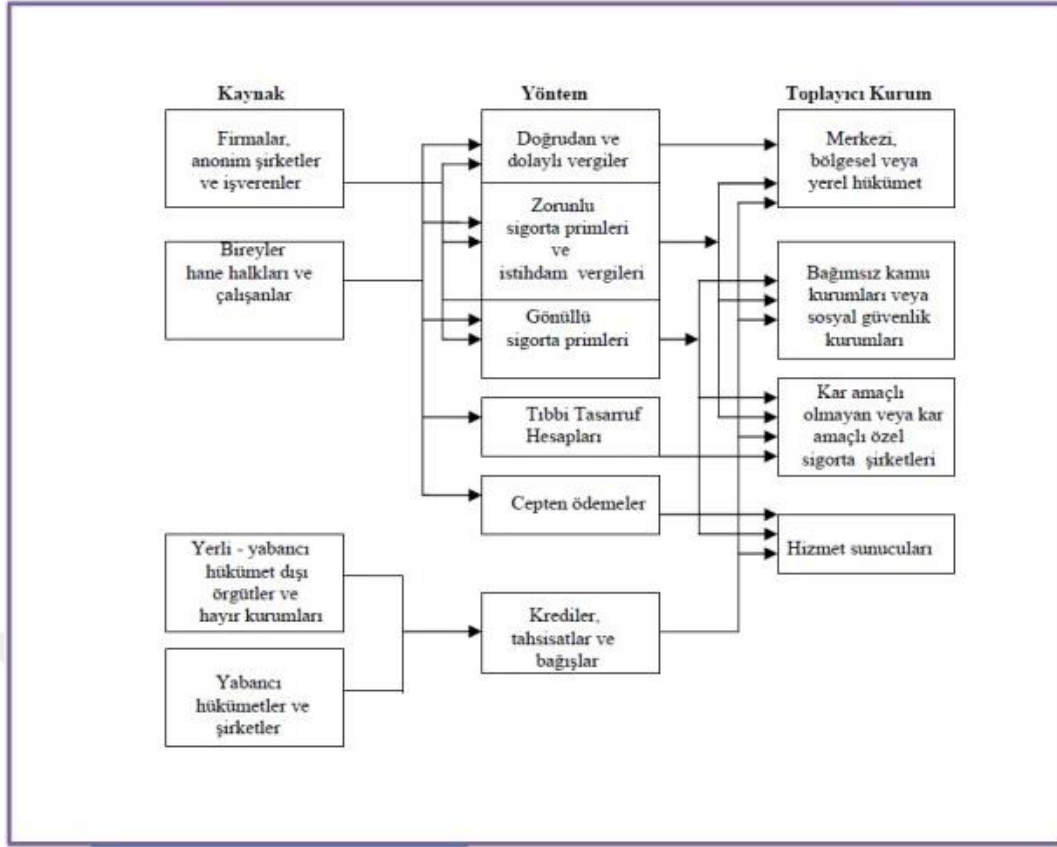 Kaynak
Yöntem
Toplayıcı Kurum
Firmalar,
anonim şirketler
ve işverenler
Bireyler
hane halkları ve
çalışanlar
Yerli - yabancı
hükümet dışı
örgütler ve
hayır kurumları
Yabancı
hükümetler ve
şirketler
Doğrudan ve
dolaylı vergiler
Zorunlu
sigorta primleri
ve
istihdam vergileri
Gönüllü
sigorta primleri
Tıbbi Tasarruf
Hesapları
Cepten ödemeler
Krediler,
tahsisatlar ve
bağışlar
Merkezi,
bölgesel veya
yerel hükümet
Bağımsız kamu
kurumları veya
sosyal güvenlik
kurumları
Kar amaçlı
olmayan veya kar
amaçlı özel
sigorta şirketleri
Hizmet sunucuları